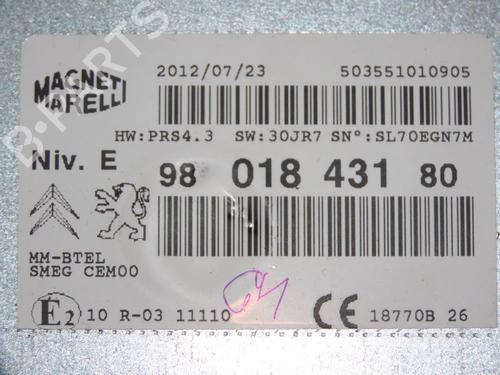 MAGNETI MARELLI
2012/07/23 503551010905
HW:PRS4.3 SW:30JR7 SN°:SL70EGN7M
Niv. E
98 018 431 80
MM-BTEL
SMEG CEM00
E2 10 R-03 11110 CE 18770B 26
B-PARTS